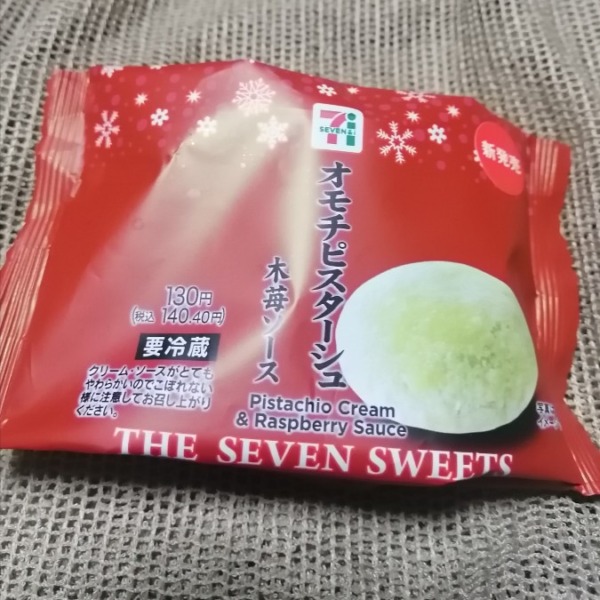 7i
SEVEN&i
新発売
オモチピスターシュ
木苺ソース
130円
(税込 140.40円)
要冷蔵
クリーム・ソースがとても
やわらかいのでこぼれない
様に注意してお召し上がり
ください。
Pistachio Cream
& Raspberry Sauce
THE SEVEN SWEETS